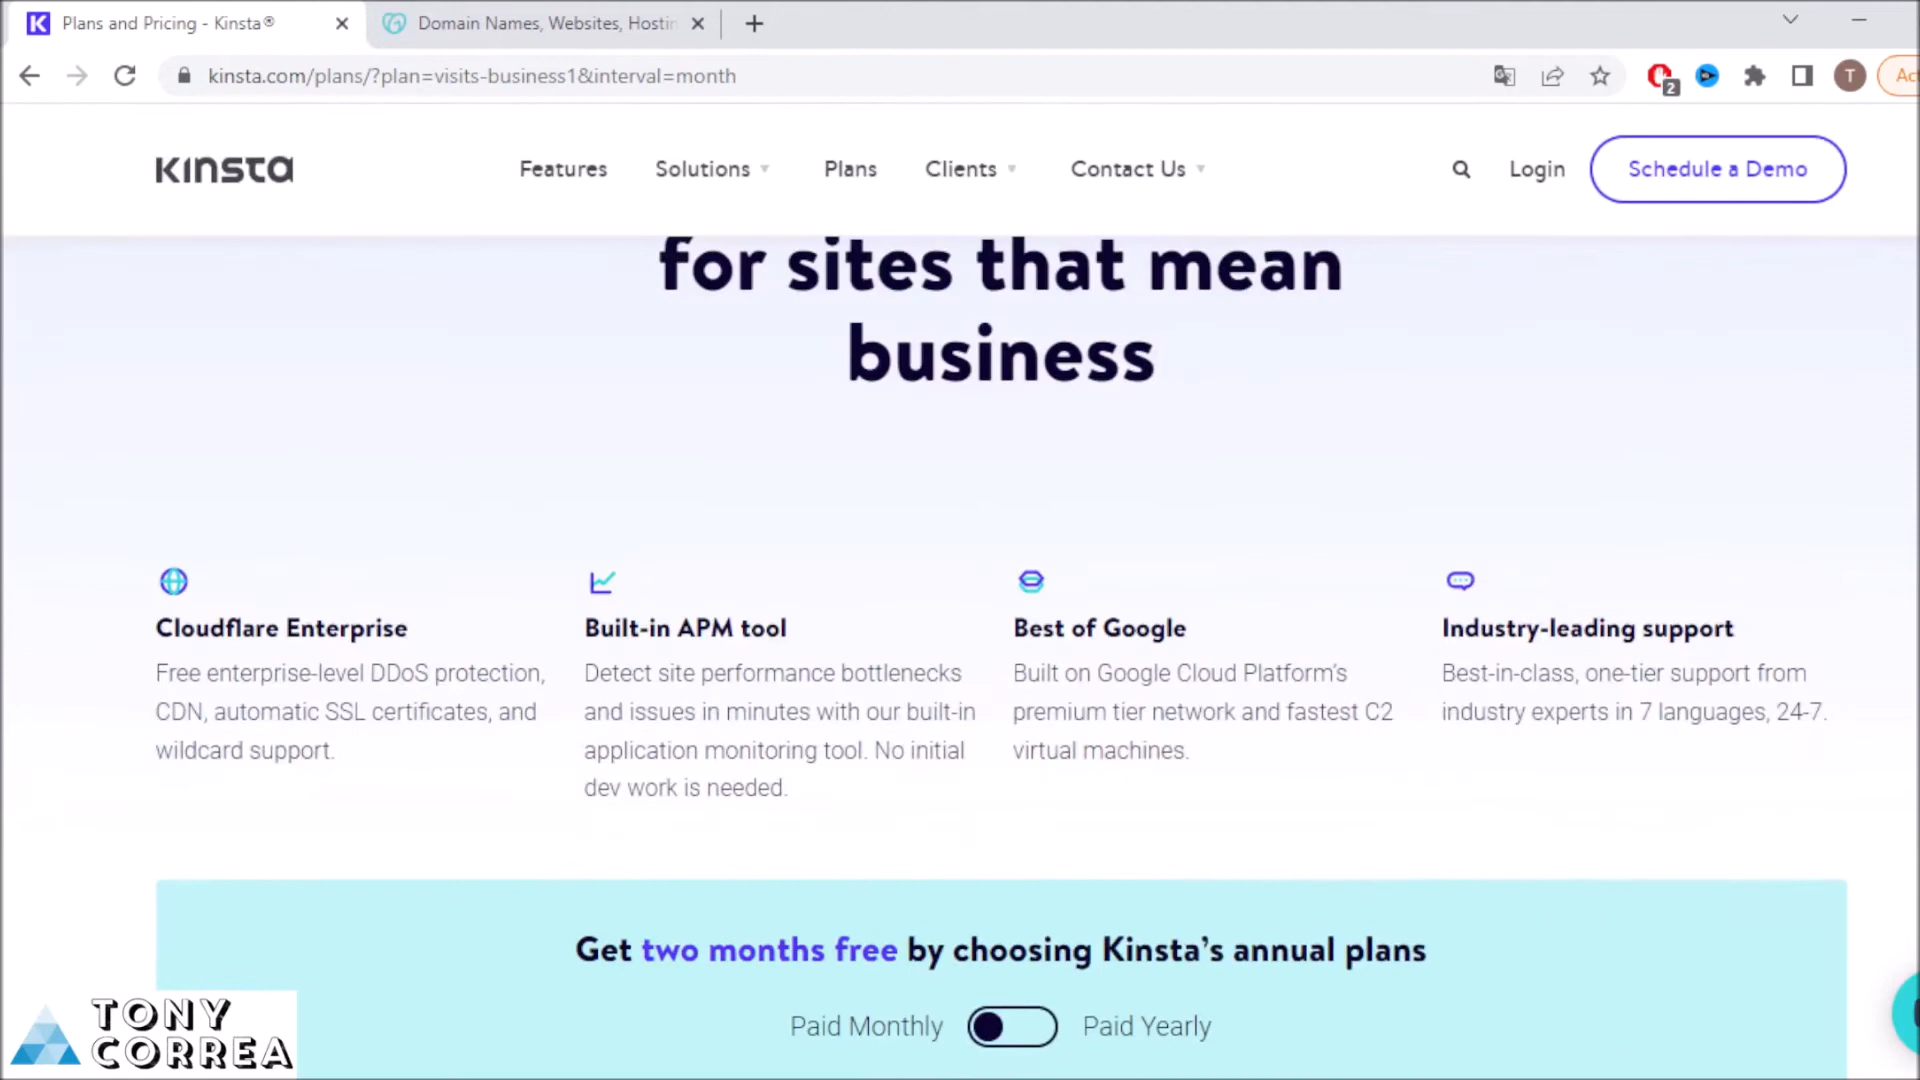 Plans and Pricing - Kinsta®
Domain Names, Websites, Hostin
kinsta.com/plans/?plan=visits-business1&interval=month
2
T
Act
Kinsta
Features
Solutions
Plans
Clients
Contact Us
Login
Schedule a Demo
for sites that mean
business
Cloudflare Enterprise
Free enterprise-level DDoS protection,
CDN, automatic SSL certificates, and
wildcard support.
Built-in APM tool
Detect site performance bottlenecks
and issues in minutes with our built-in
application monitoring tool. No initial
dev work is needed.
Best of Google
Built on Google Cloud Platform's
premium tier network and fastest C2
virtual machines.
Industry-leading support
Best-in-class, one-tier support from
industry experts in 7 languages, 24-7.
Get two months free by choosing Kinsta's annual plans
Paid Monthly
Paid Yearly
TONY
CORREA